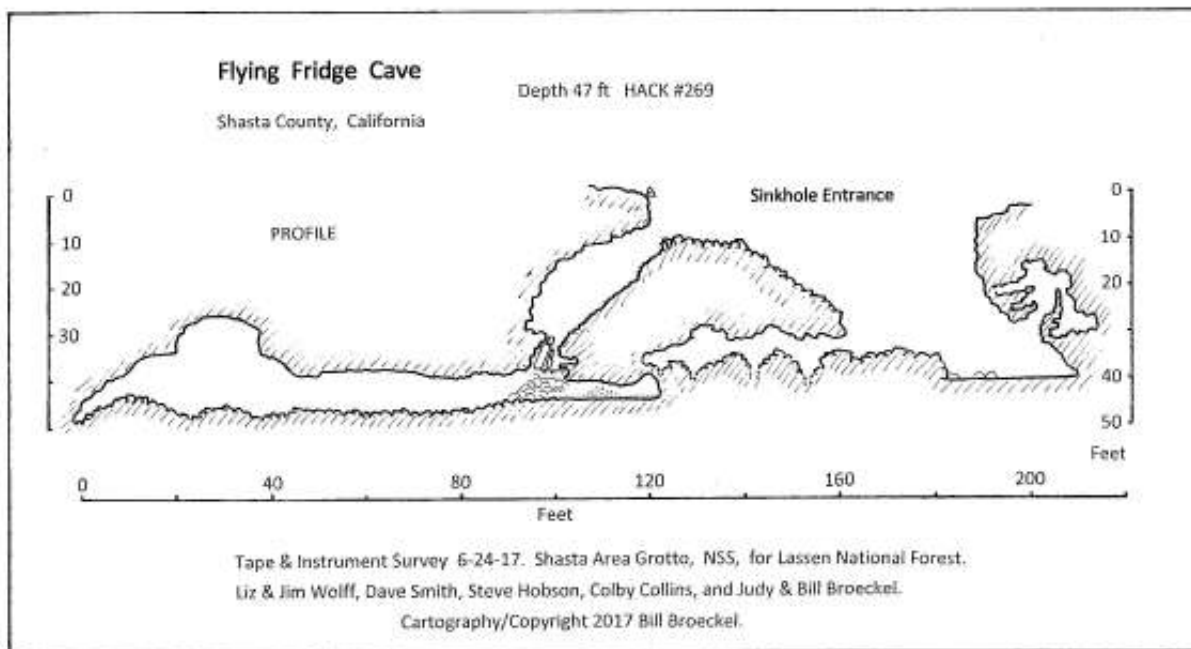 Flying Fridge Cave
Depth 47 ft HACK #269
Shasta County, California
0
0
Sinkhole Entrance
10
PROFILE
10
20
20
30
30
40
50
Feet
0
40
80
120
160
200
Feet
Tape & Instrument Survey 6-24-17. Shasta Area Grotto, NSS, for Lassen National Forest.
Liz & Jim Wolff, Dave Smith, Steve Hobson, Colby Collins, and Judy & Bill Broeckel.
Cartography/Copyright 2017 Bill Broeckel.